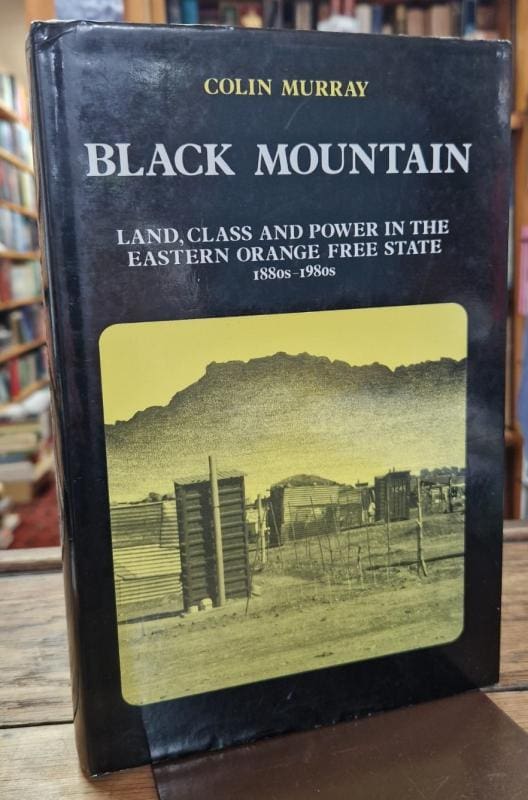 COLIN MURRAY
BLACK MOUNTAIN
LAND, CLASS AND POWER IN THE
EASTERN ORANGE FREE STATE
1880s–1980s